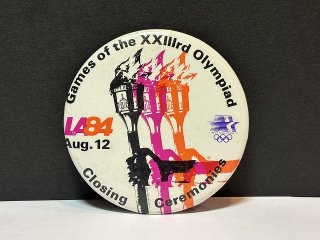 Games of the XXIIIrd Olympiad
LA84
Aug. 12
Closing Ceremonies